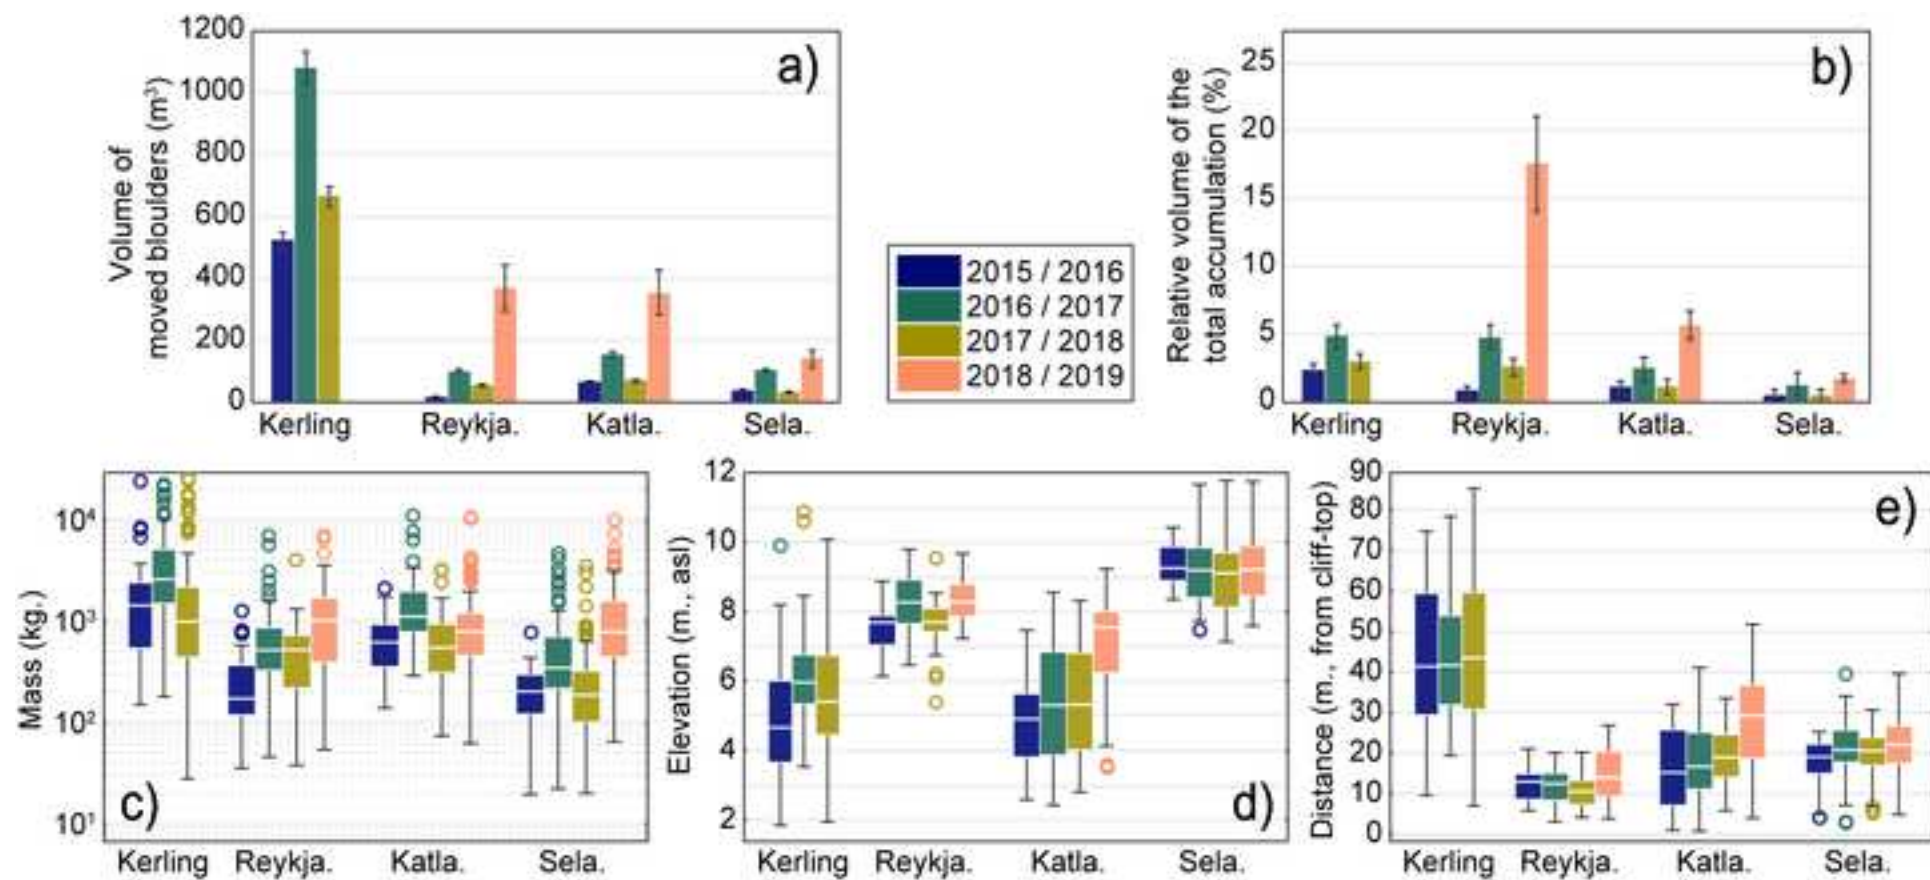 a)
Volume of
moved bloulders (m³)
1200
1000
800
600
400
200
0
Kerling Reykja. Katla. Sela.
2015 / 2016
2016 / 2017
2017 / 2018
2018 / 2019
b)
Relative volume of the
total accumulation (%)
25
20
15
10
5
0
Kerling Reykja. Katla. Sela.
c)
Mass (kg.)
10⁴
10³
10²
10¹
Kerling Reykja. Katla. Sela.
d)
Elevation (m., asl)
12
10
8
6
4
2
Kerling Reykja. Katla. Sela.
e)
Distance (m., from cliff-top)
90
80
70
60
50
40
30
20
10
0
Kerling Reykja. Katla. Sela.